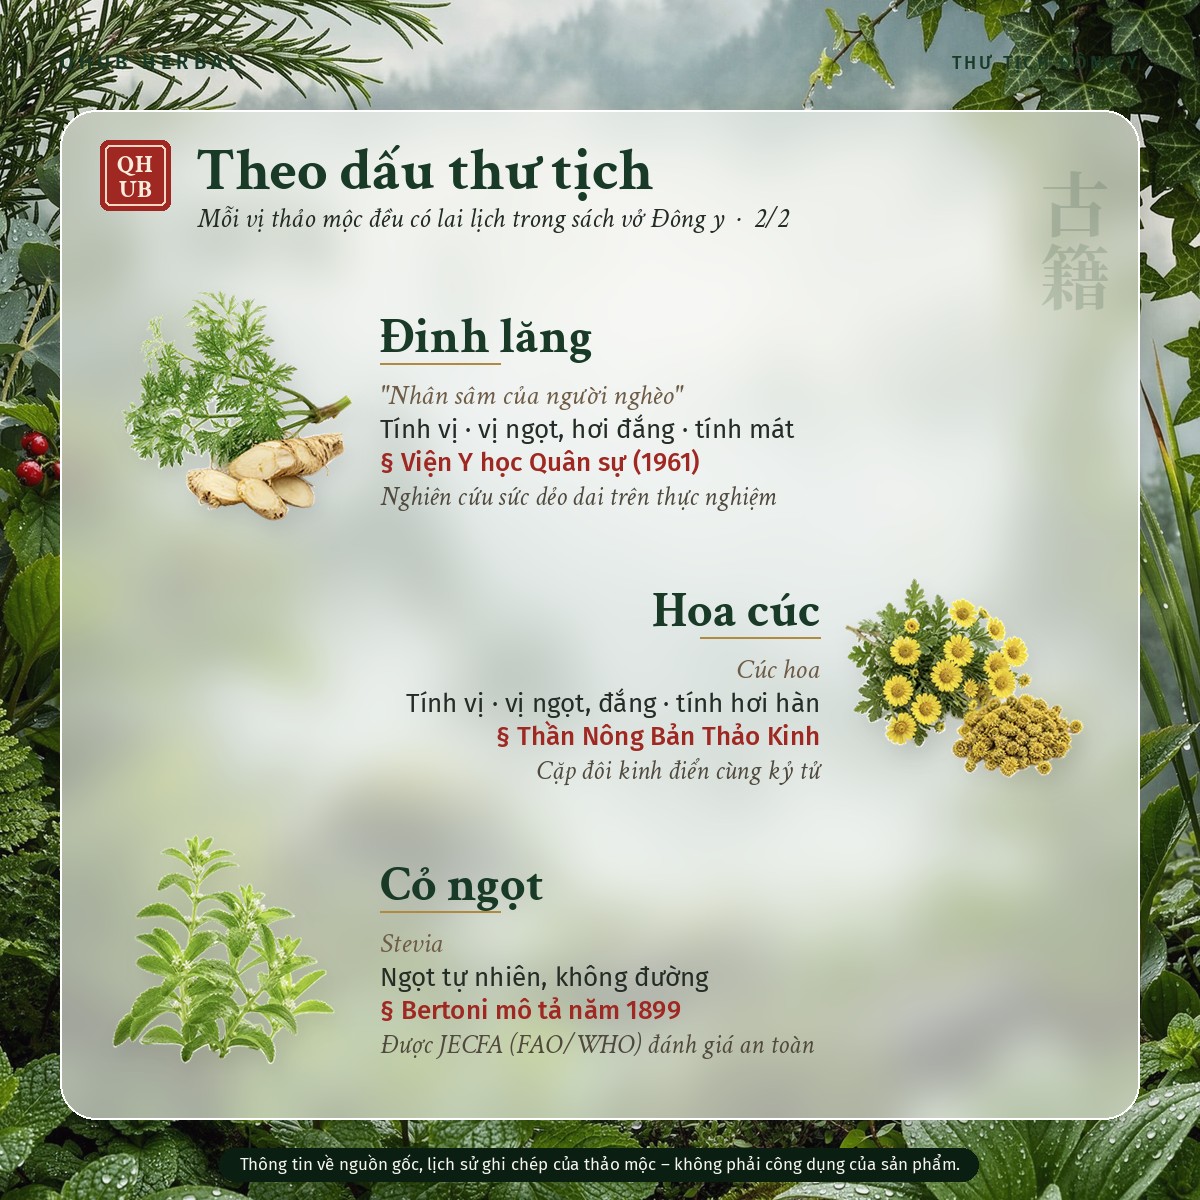 QHUB HERBAL
THƯ TỊCH ĐÔNG Y
QH
UB
Theo dấu thư tịch
Mỗi vị thảo mộc đều có lai lịch trong sách vở Đông y · 2/2
古
籍
Đinh lăng
"Nhân sâm của người nghèo"
Tính vị · vị ngọt, hơi đắng · tính mát
§ Viện Y học Quân sự (1961)
Nghiên cứu sức dẻo dai trên thực nghiệm
Hoa cúc
Cúc hoa
Tính vị · vị ngọt, đắng · tính hơi hàn
§ Thần Nông Bản Thảo Kinh
Cặp đôi kinh điển cùng kỷ tử
Cỏ ngọt
Stevia
Ngọt tự nhiên, không đường
§ Bertoni mô tả năm 1899
Được JECFA (FAO/WHO) đánh giá an toàn
Thông tin về nguồn gốc, lịch sử ghi chép của thảo mộc – không phải công dụng của sản phẩm.